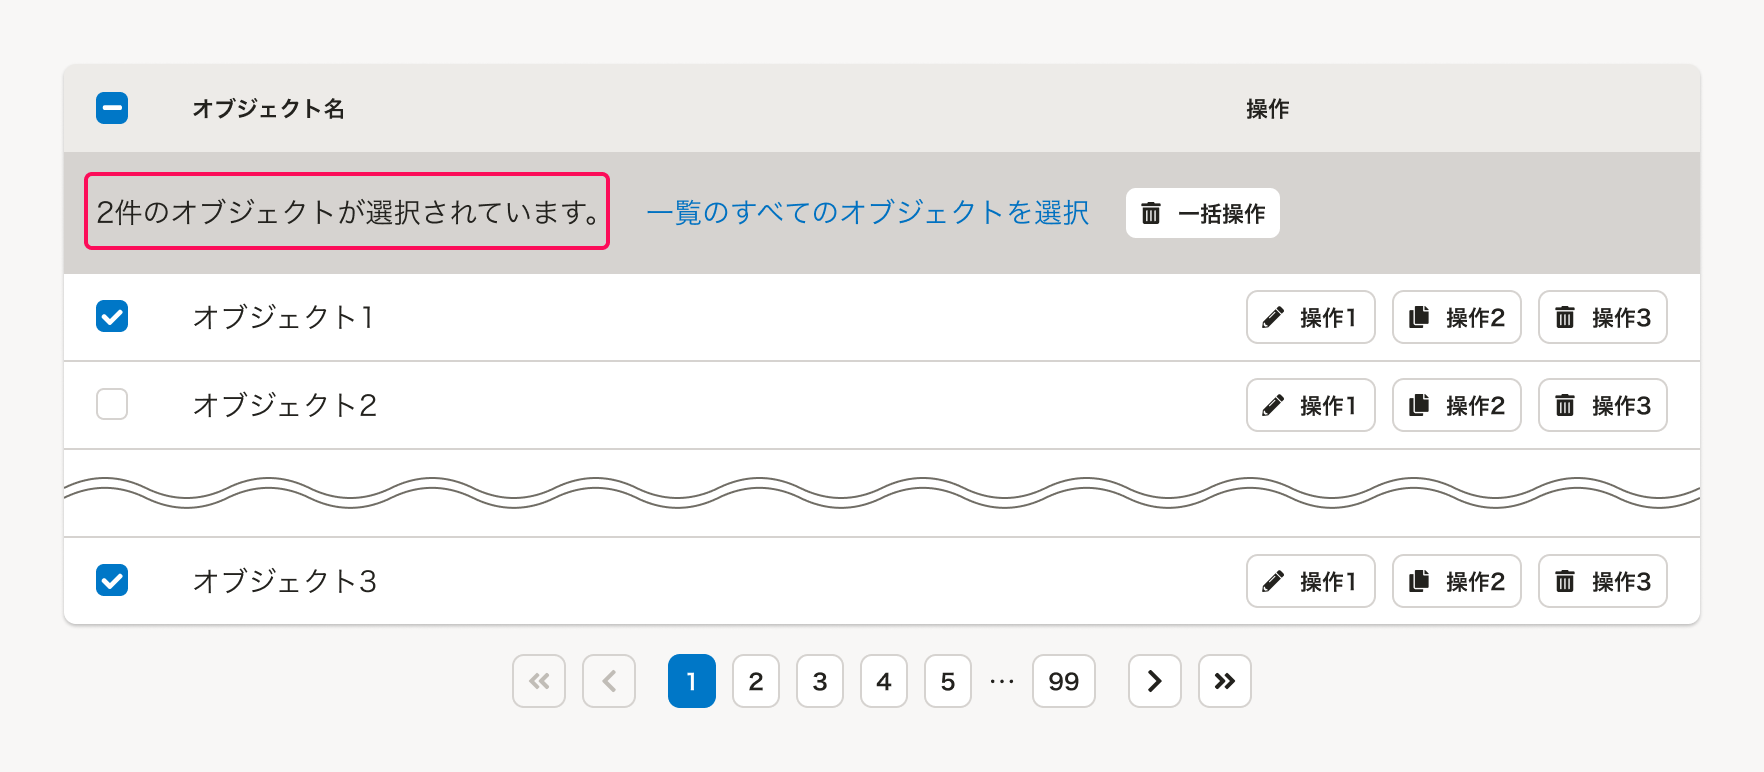 オブジェクト名 操作
2件のオブジェクトが選択されています。 一覧のすべてのオブジェクトを選択 一括操作
オブジェクト1 操作1 操作2 操作3
オブジェクト2 操作1 操作2 操作3
オブジェクト3 操作1 操作2 操作3
1 2 3 4 5 … 99